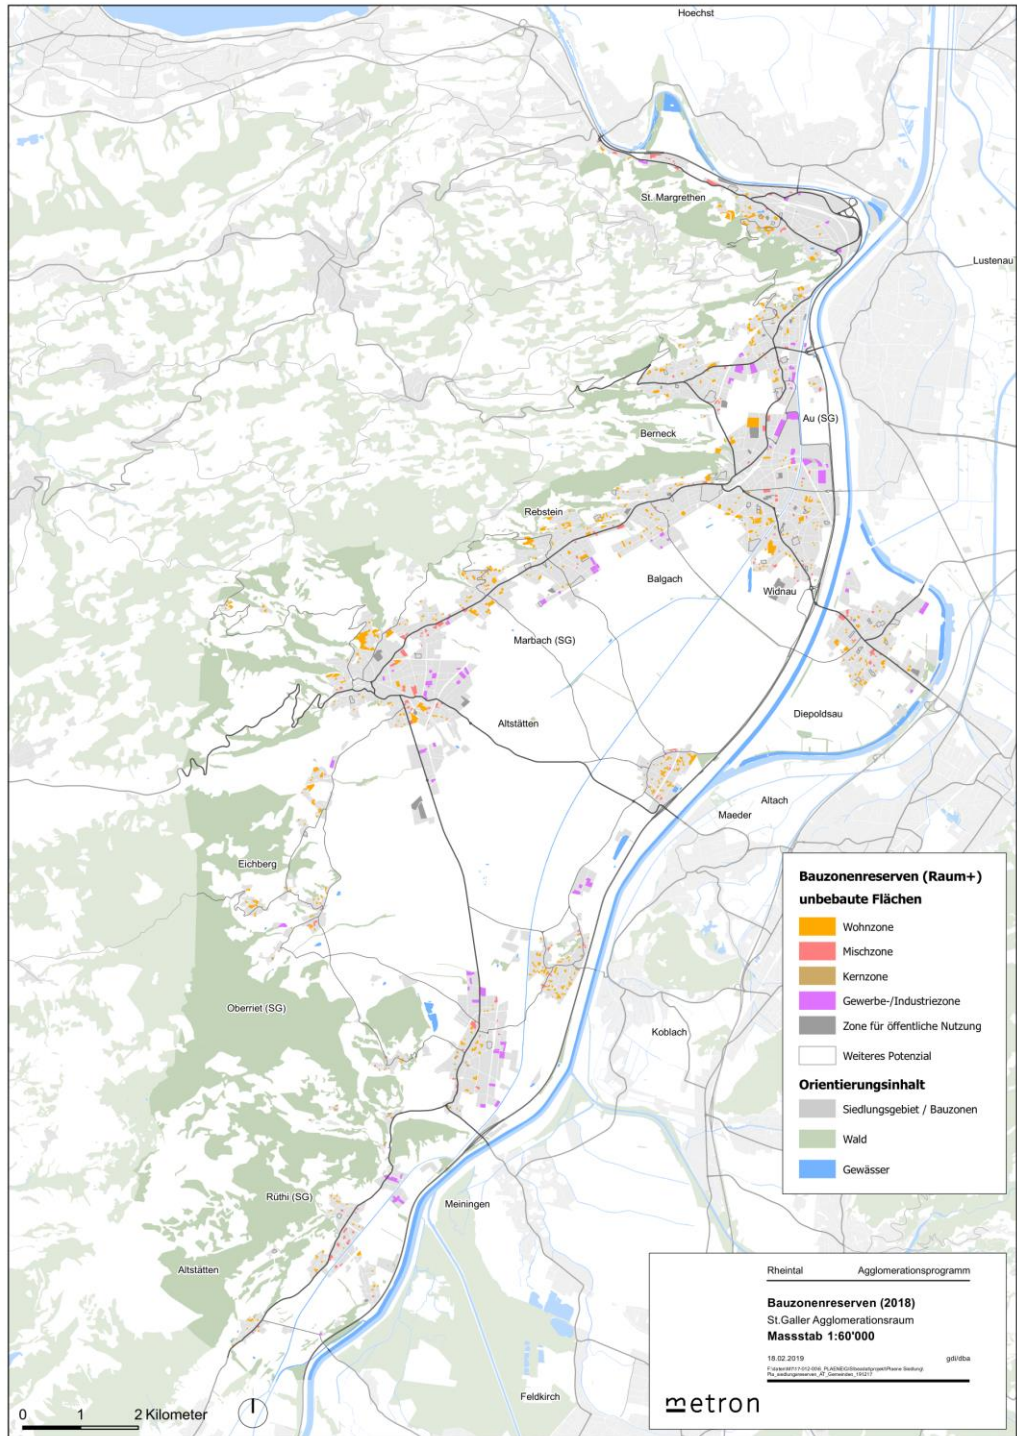 Hoechst
St. Margrethen
Lustenau
Au (SG)
Berneck
Rebstein
Balgach
Widnau
Marbach (SG)
Diepoldsau
Altstätten
Altach
Maeder
Eichberg
Oberriet (SG)
Koblach
Rüthi (SG)
Meiningen
Altstätten
Feldkirch
Bauzonenreserven (Raum+)
unbebaute Flächen
Wohnzone
Mischzone
Kernzone
Gewerbe-/Industriezone
Zone für öffentliche Nutzung
Weiteres Potenzial
Orientierungsinhalt
Siedlungsgebiet / Bauzonen
Wald
Gewässer
Rheintal Agglomerationsprogramm
Bauzonenreserven (2018)
St.Galler Agglomerationsraum
Massstab 1:60'000
18.02.2019 gdi/dba
metron
0 1 2 Kilometer